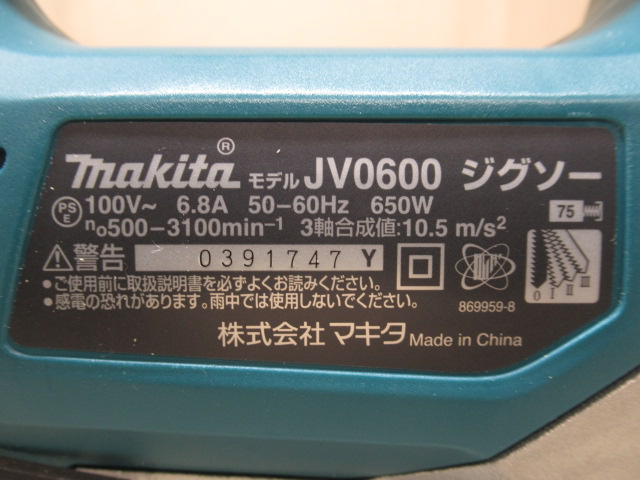 makita® モデル JV0600 ジグソー
PSE 100V~ 6.8A 50-60Hz 650W
75
n₀500-3100min⁻¹ 3軸合成値:10.5 m/s²
⚠警告 0391747 Y
•ご使用前に取扱説明書を必ずよくお読みください。
•感電の恐れがあります。雨中では使用しないでください。
869959-8
0 I II III
株式会社 マキタ Made in China